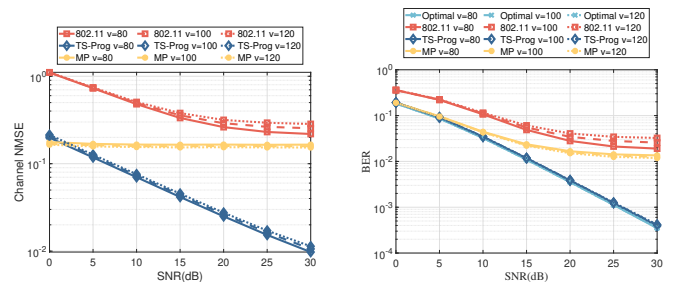 802.11 v=80 802.11 v=100 802.11 v=120
TS-Prog v=80 TS-Prog v=100 TS-Prog v=120
MP v=80 MP v=100 MP v=120
10^0
10^-1
10^-2
Channel NMSE
0 5 10 15 20 25 30
SNR(dB)
Optimal v=80 Optimal v=100 Optimal v=120
802.11 v=80 802.11 v=100 802.11 v=120
TS-Prog v=80 TS-Prog v=100 TS-Prog v=120
MP v=80 MP v=100 MP v=120
10^0
10^-1
10^-2
10^-3
10^-4
BER
0 5 10 15 20 25 30
SNR(dB)